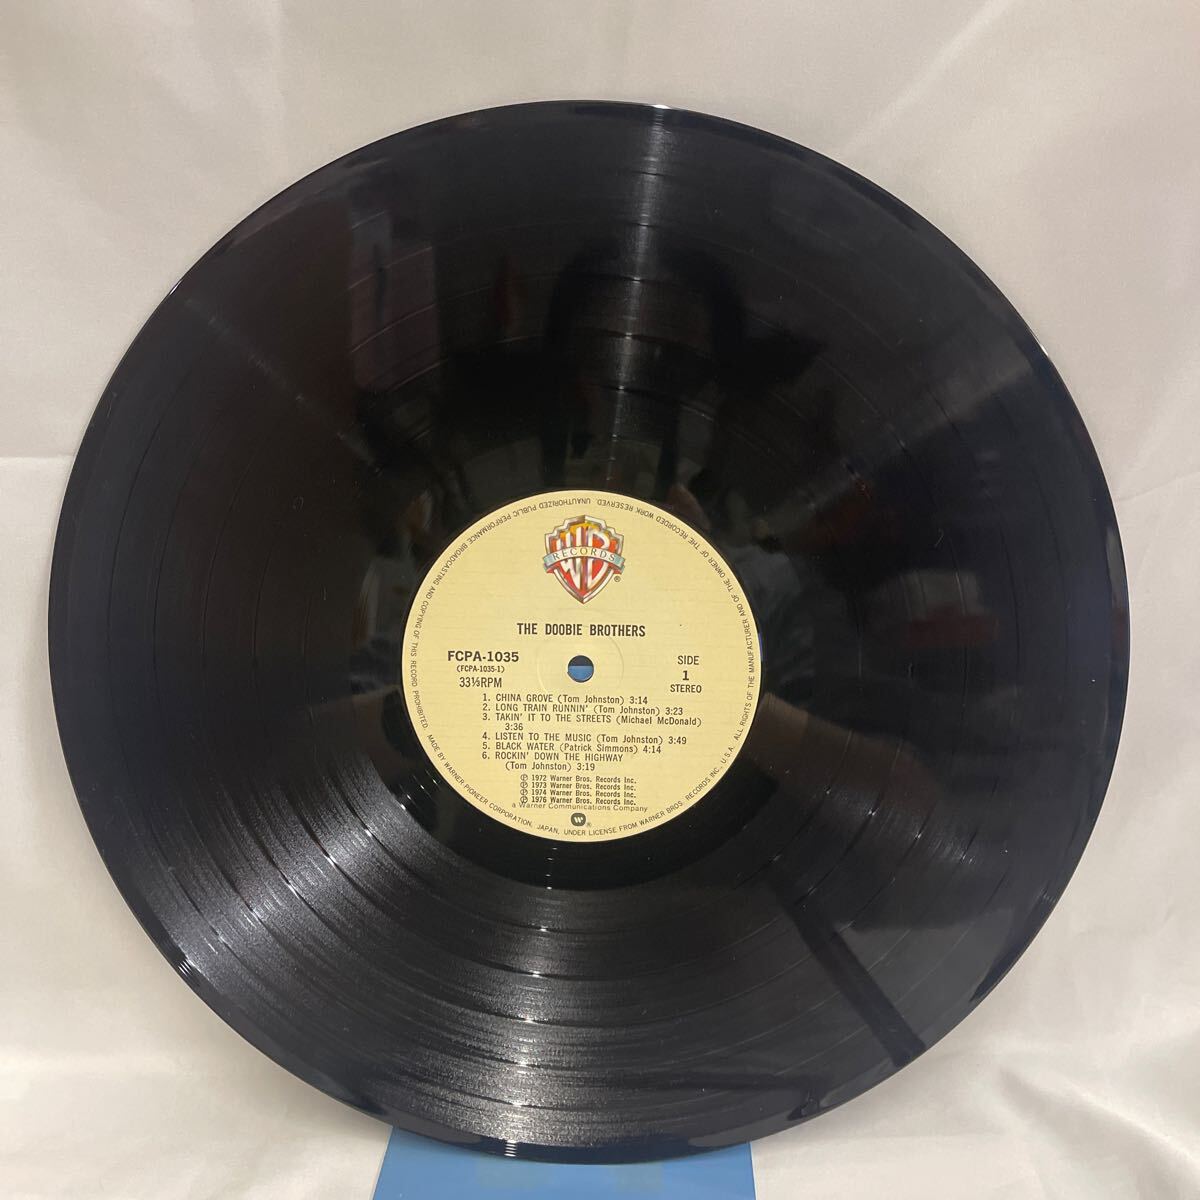 WB
RECORDS
®
THE DOOBIE BROTHERS
FCPA-1035
(FCPA-1035-1)
33⅓RPM
SIDE
1
STEREO
1. CHINA GROVE (Tom Johnston) 3:14
2. LONG TRAIN RUNNIN' (Tom Johnston) 3:23
3. TAKIN' IT TO THE STREETS (Michael McDonald)
3:36
4. LISTEN TO THE MUSIC (Tom Johnston) 3:49
5. BLACK WATER (Patrick Simmons) 4:14
6. ROCKIN' DOWN THE HIGHWAY
(Tom Johnston) 3:19
℗ 1972 Warner Bros. Records Inc.
℗ 1973 Warner Bros. Records Inc.
℗ 1974 Warner Bros. Records Inc.
℗ 1976 Warner Bros. Records Inc.
a Warner Communications Company
®
MADE BY WARNER-PIONEER CORPORATION, JAPAN, UNDER LICENSE FROM WARNER BROS. RECORDS INC., U.S.A. ALL RIGHTS OF THE MANUFACTURER AND OF THE OWNER OF THE RECORDED WORK RESERVED. UNAUTHORIZED PUBLIC PERFORMANCE BROADCASTING AND COPYING OF THIS RECORD PROHIBITED.